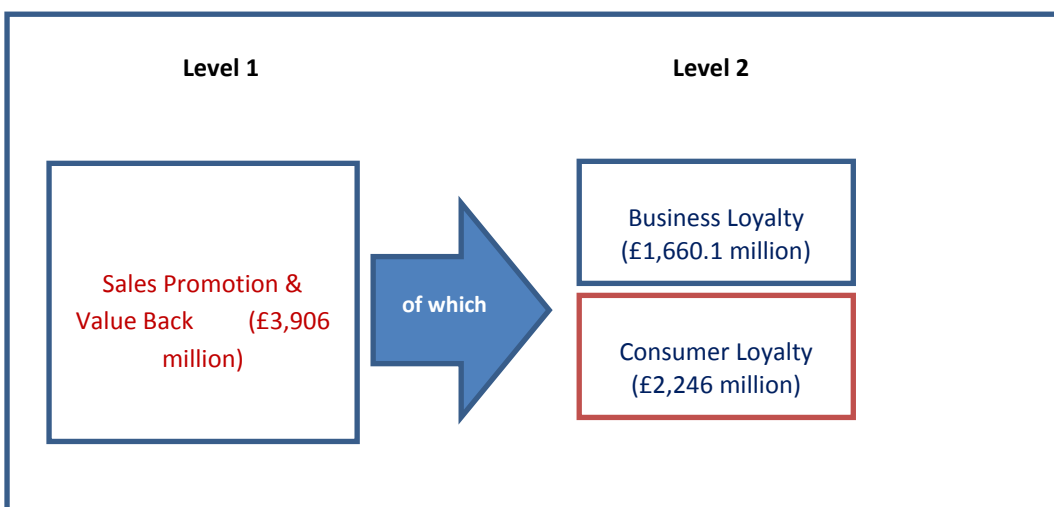 Level 1
Level 2
Sales Promotion &
Value Back (£3,906
million)
of which
Business Loyalty
(£1,660.1 million)
Consumer Loyalty
(£2,246 million)